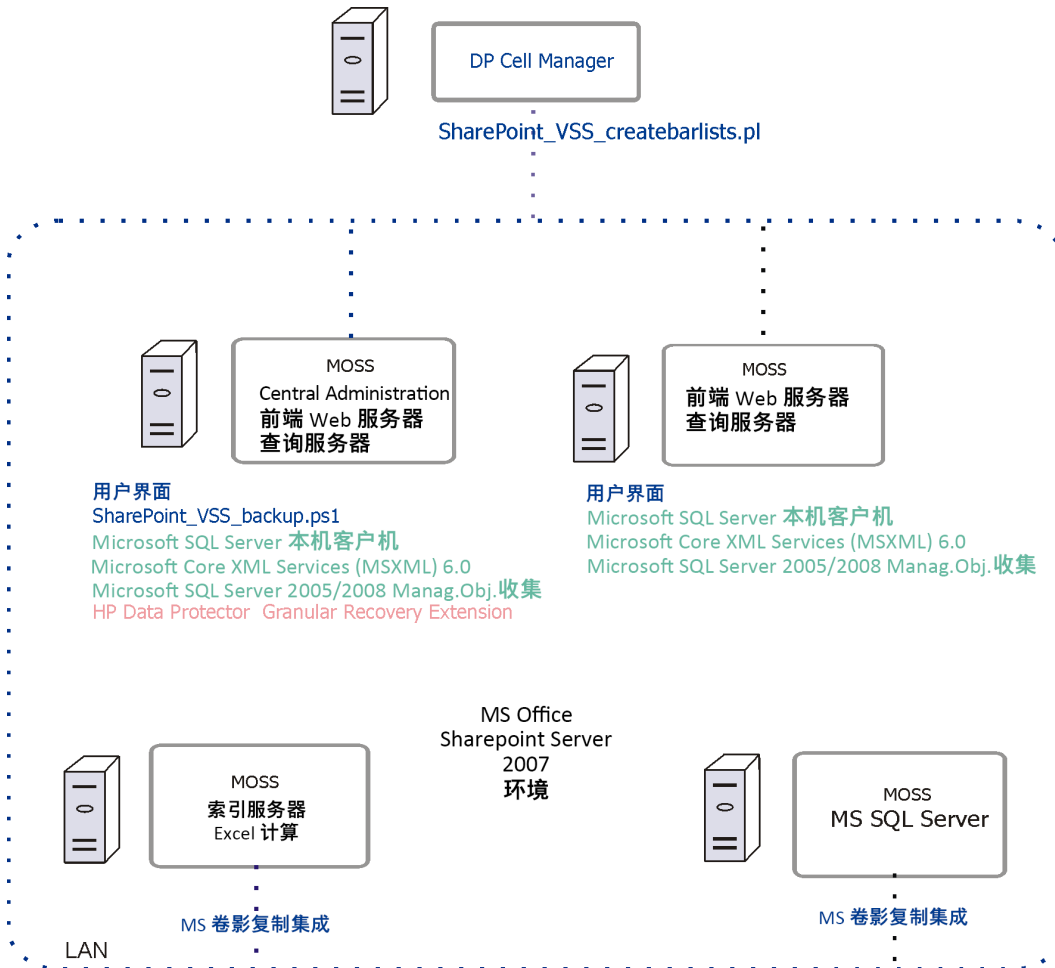 DP Cell Manager
SharePoint_VSS_createbarlists.pl
MOSS
Central Administration
前端 Web 服务器
查询服务器
MOSS
前端 Web 服务器
查询服务器
用户界面
SharePoint_VSS_backup.ps1
Microsoft SQL Server 本机客户机
Microsoft Core XML Services (MSXML) 6.0
Microsoft SQL Server 2005/2008 Manag.Obj.收集
HP Data Protector Granular Recovery Extension
用户界面
Microsoft SQL Server 本机客户机
Microsoft Core XML Services (MSXML) 6.0
Microsoft SQL Server 2005/2008 Manag.Obj.收集
MS Office
Sharepoint Server
2007
环境
MOSS
索引服务器
Excel 计算
MOSS
MS SQL Server
MS 卷影复制集成
MS 卷影复制集成
LAN